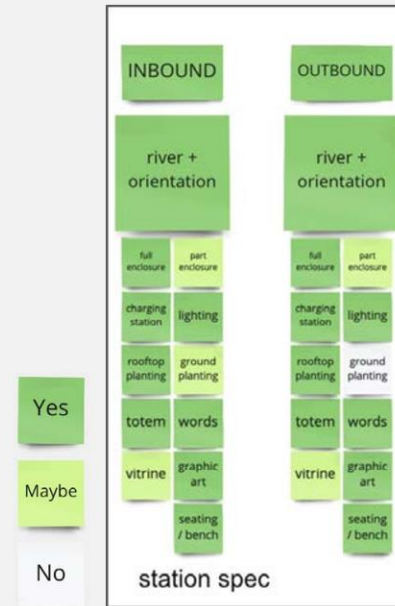 INBOUND
OUTBOUND
river +
orientation
river +
orientation
full
enclosure
part
enclosure
full
enclosure
part
enclosure
charging
station
lighting
charging
station
lighting
rooftop
planting
ground
planting
rooftop
planting
ground
planting
totem
words
totem
words
vitrine
graphic
art
vitrine
graphic
art
seating
/ bench
seating
/ bench
Yes
Maybe
No
station spec